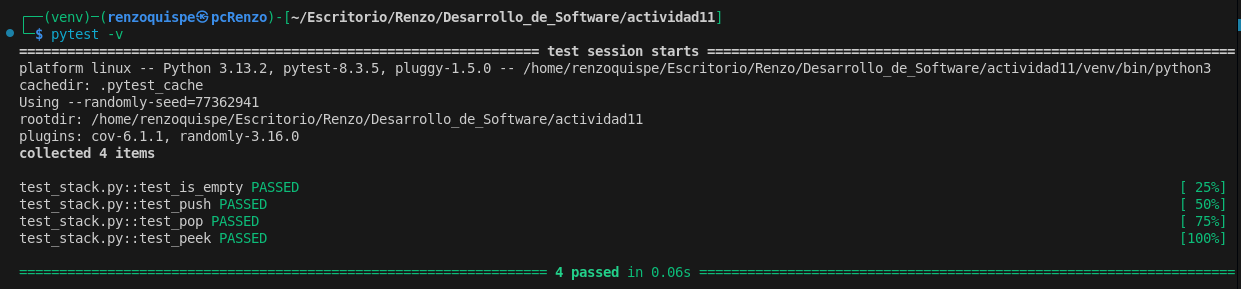 ┌──(venv)─(renzoquispe㉿pcRenzo)-[~/Escritorio/Renzo/Desarrollo_de_Software/actividad11]
└─$ pytest -v
================================================================= test session starts ==================================================================
platform linux -- Python 3.13.2, pytest-8.3.5, pluggy-1.5.0 -- /home/renzoquispe/Escritorio/Renzo/Desarrollo_de_Software/actividad11/venv/bin/python3
cachedir: .pytest_cache
Using --randomly-seed=77362941
rootdir: /home/renzoquispe/Escritorio/Renzo/Desarrollo_de_Software/actividad11
plugins: cov-6.1.1, randomly-3.16.0
collected 4 items
test_stack.py::test_is_empty PASSED [ 25%]
test_stack.py::test_push PASSED [ 50%]
test_stack.py::test_pop PASSED [ 75%]
test_stack.py::test_peek PASSED [100%]
================================================================== 4 passed in 0.06s ===================================================================